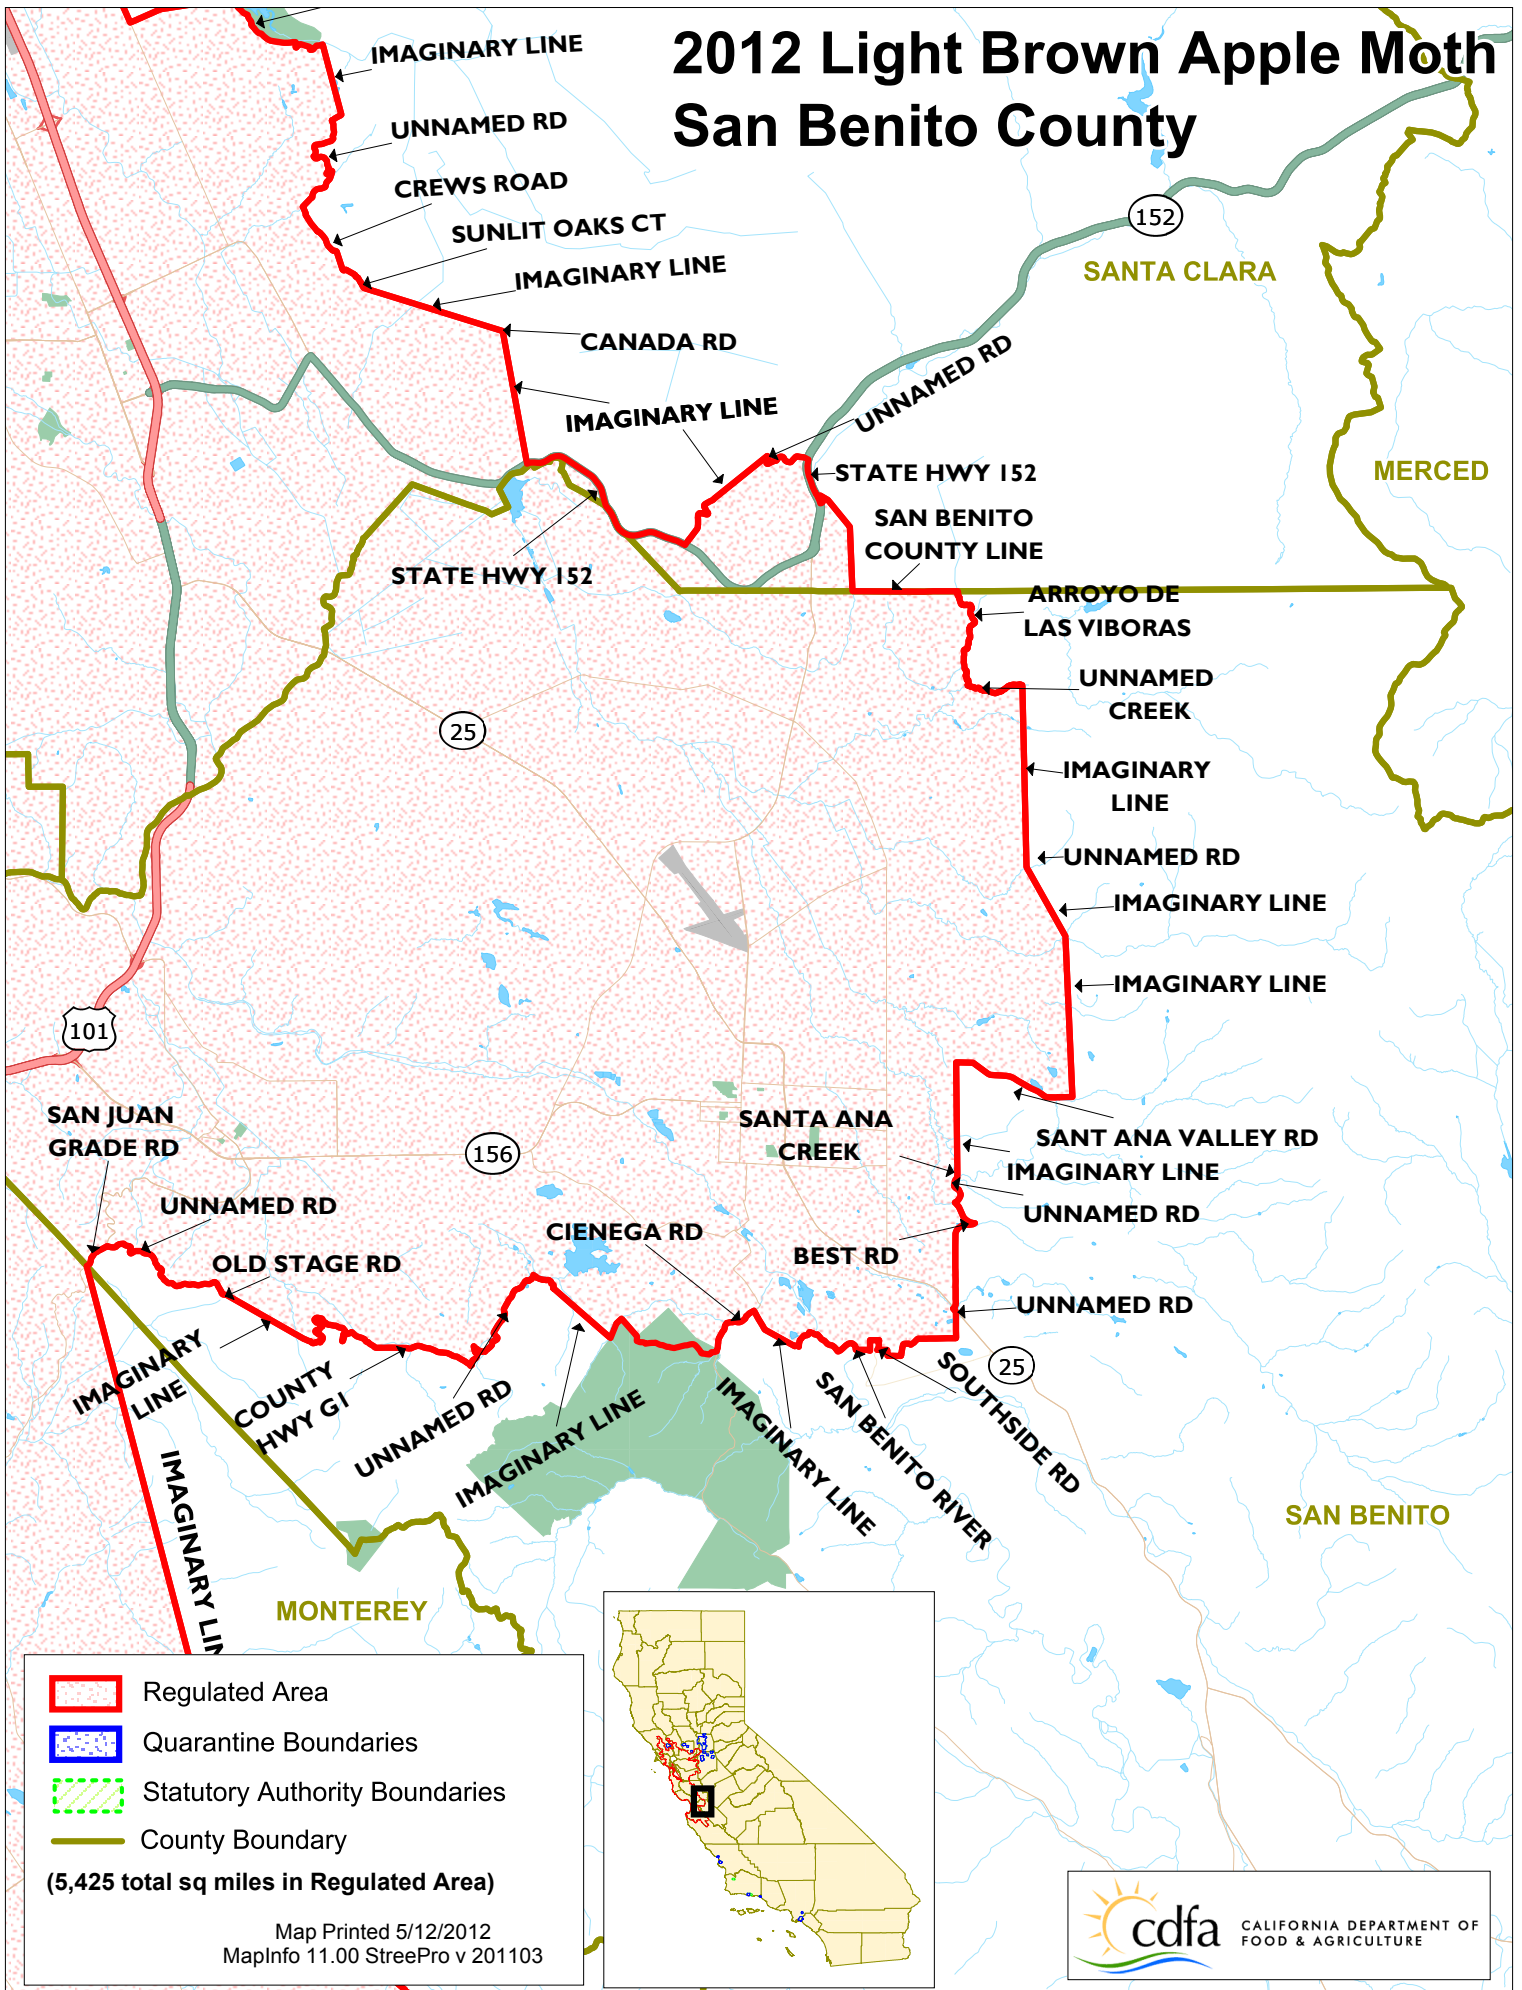 2012 Light Brown Apple Moth
San Benito County
IMAGINARY LINE
UNNAMED RD
CREWS ROAD
SUNLIT OAKS CT
IMAGINARY LINE
CANADA RD
IMAGINARY LINE
UNNAMED RD
152
SANTA CLARA
MERCED
STATE HWY 152
STATE HWY 152
SAN BENITO
COUNTY LINE
ARROYO DE
LAS VIBORAS
UNNAMED
CREEK
25
IMAGINARY
LINE
UNNAMED RD
IMAGINARY LINE
IMAGINARY LINE
101
SAN JUAN
GRADE RD
156
SANTA ANA
CREEK
SANT ANA VALLEY RD
IMAGINARY LINE
UNNAMED RD
UNNAMED RD
CIENEGA RD
BEST RD
OLD STAGE RD
UNNAMED RD
25
IMAGINARY
LINE
COUNTY
HWY G1
UNNAMED RD
IMAGINARY LINE
IMAGINARY LINE
SAN BENITO RIVER
SOUTHSIDE RD
IMAGINARY LIN
SAN BENITO
MONTEREY
Regulated Area
Quarantine Boundaries
Statutory Authority Boundaries
County Boundary
(5,425 total sq miles in Regulated Area)
Map Printed 5/12/2012
MapInfo 11.00 StreePro v 201103
cdfa
CALIFORNIA DEPARTMENT OF
FOOD & AGRICULTURE